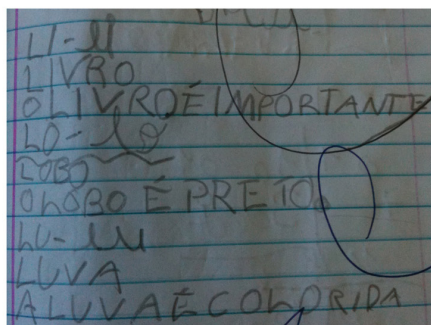 LI-li
LIVRO
O LIVRO É IMPORTANTE
LO-lo
LOBO
O LOBO É PRETO.
LU-lu
LUVA
A LUVA É COLORIDA